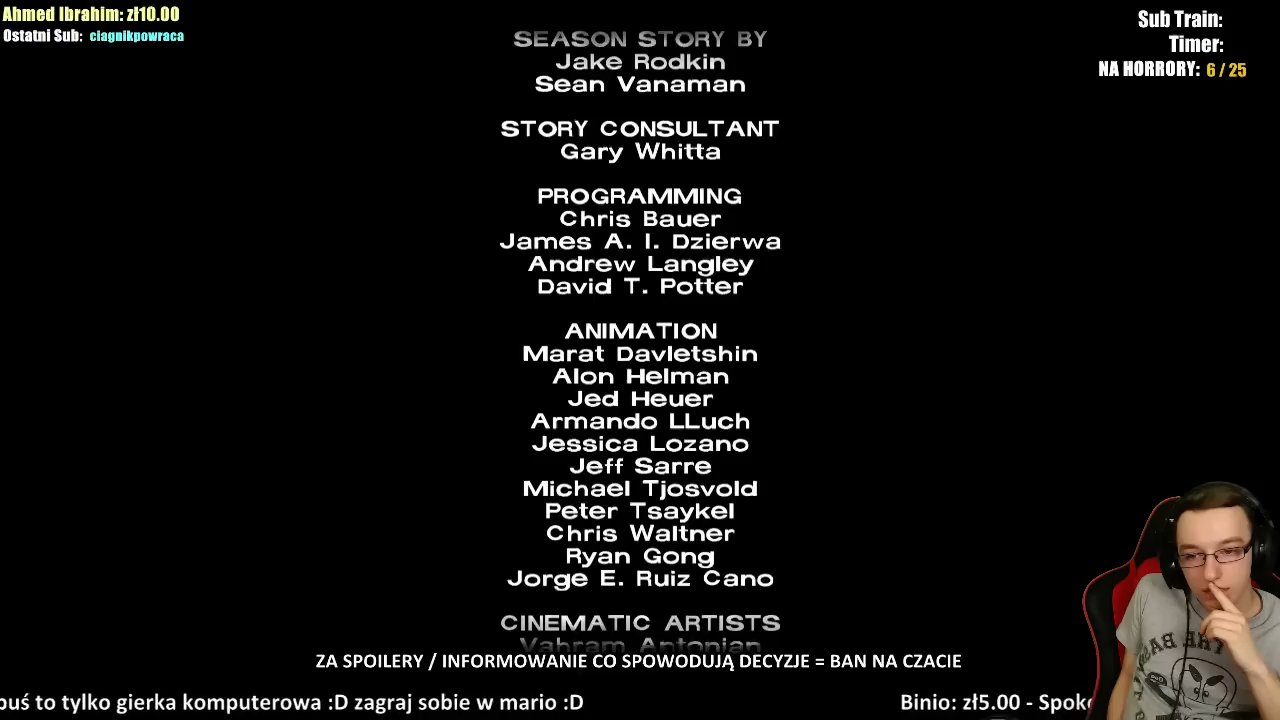 Ahmed Ibrahim: zł10.00
Ostatni Sub: ciagnikpowraca
Sub Train:
Timer:
NA HORRORY: 6 / 25
SEASON STORY BY
Jake Rodkin
Sean Vanaman
STORY CONSULTANT
Gary Whitta
PROGRAMMING
Chris Bauer
James A. I. Dzierwa
Andrew Langley
David T. Potter
ANIMATION
Marat Davletshin
Alon Helman
Jed Heuer
Armando LLuch
Jessica Lozano
Jeff Sarre
Michael Tjosvold
Peter Tsaykel
Chris Waltner
Ryan Gong
Jorge E. Ruiz Cano
CINEMATIC ARTISTS
Vahram Antonian
ZA SPOILERY / INFORMOWANIE CO SPOWODUJĄ DECYZJE = BAN NA CZACIE
buś to tylko gierka komputerowa :D zagraj sobie w mario :D
Binio: zł5.00 - Spoko